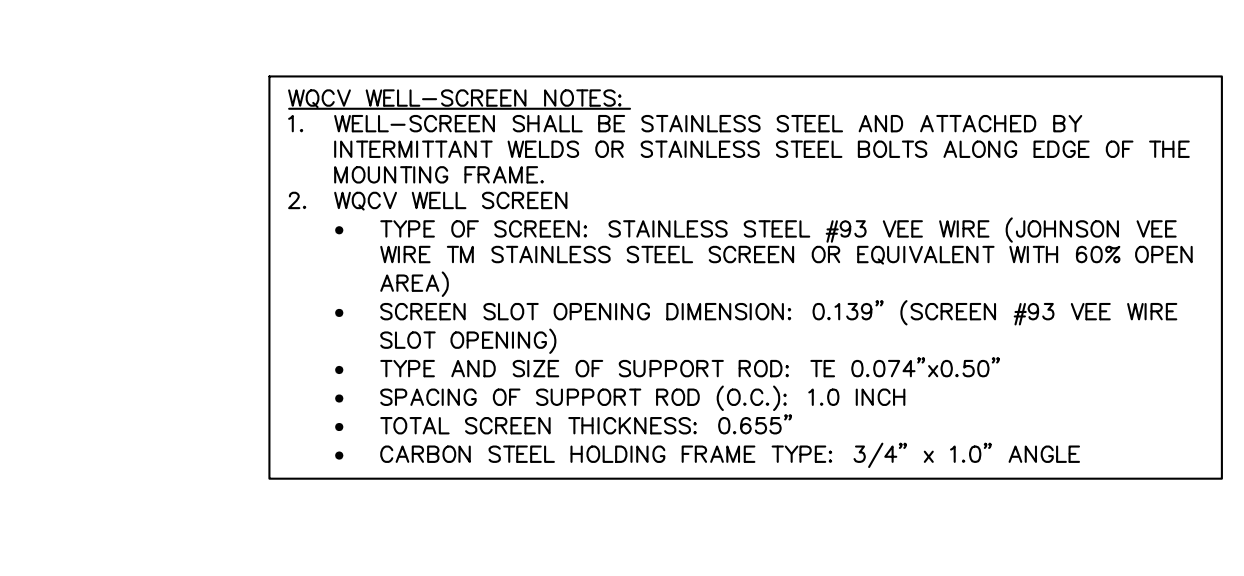 WQCV WELL-SCREEN NOTES:
1. WELL-SCREEN SHALL BE STAINLESS STEEL AND ATTACHED BY
INTERMITTANT WELDS OR STAINLESS STEEL BOLTS ALONG EDGE OF THE
MOUNTING FRAME.
2. WQCV WELL SCREEN
• TYPE OF SCREEN: STAINLESS STEEL #93 VEE WIRE (JOHNSON VEE
WIRE TM STAINLESS STEEL SCREEN OR EQUIVALENT WITH 60% OPEN
AREA)
• SCREEN SLOT OPENING DIMENSION: 0.139" (SCREEN #93 VEE WIRE
SLOT OPENING)
• TYPE AND SIZE OF SUPPORT ROD: TE 0.074"x0.50"
• SPACING OF SUPPORT ROD (O.C.): 1.0 INCH
• TOTAL SCREEN THICKNESS: 0.655"
• CARBON STEEL HOLDING FRAME TYPE: 3/4" x 1.0" ANGLE